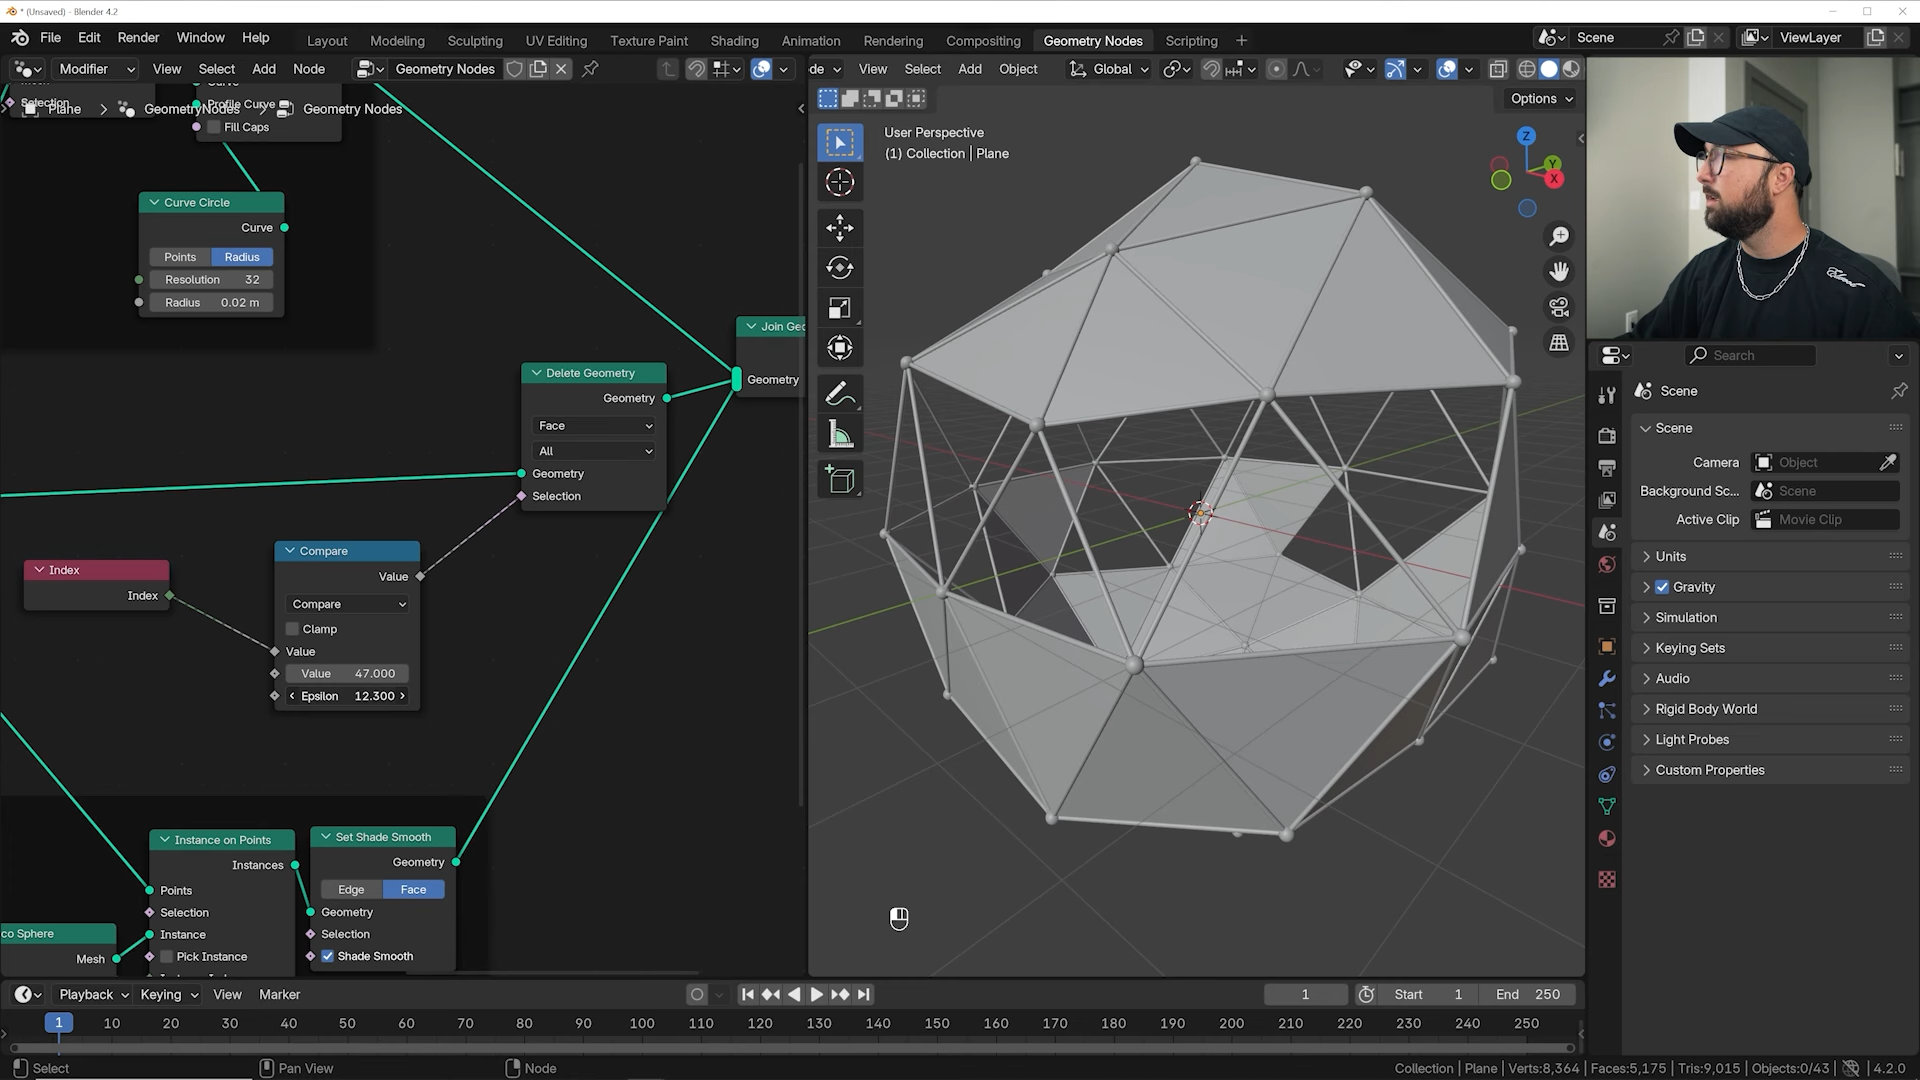 * (Unsaved) - Blender 4.2
File Edit Render Window Help
Layout Modeling Sculpting UV Editing Texture Paint Shading Animation Rendering Compositing Geometry Nodes Scripting +
Scene
ViewLayer
Modifier View Select Add Node Geometry Nodes
de View Select Add Object Global
Options
Selection
Profile Curve
Plane > GeometryNodes > Geometry Nodes
Fill Caps
Curve Circle
Curve
Points Radius
Resolution 32
Radius 0.02 m
Join Geo
Geometry
Delete Geometry
Geometry
Face
All
Geometry
Selection
Index
Index
Compare
Value
Compare
Clamp
Value
Value 47.000
Epsilon 12.300
Instance on Points
Instances
Points
Selection
Instance
Pick Instance
Set Shade Smooth
Geometry
Edge Face
Geometry
Selection
Shade Smooth
co Sphere
Mesh
User Perspective
(1) Collection | Plane
Z
Y
X
Search
Scene
Scene
Camera Object
Background Sc... Scene
Active Clip Movie Clip
Units
Gravity
Simulation
Keying Sets
Audio
Rigid Body World
Light Probes
Custom Properties
Playback Keying View Marker
1 Start 1 End 250
1 10 20 30 40 50 60 70 80 90 100 110 120 130 140 150 160 170 180 190 200 210 220 230 240 250
Select Pan View Node
Collection | Plane | Verts:8,364 | Faces:5,175 | Tris:9,015 | Objects:0/43 | 4.2.0